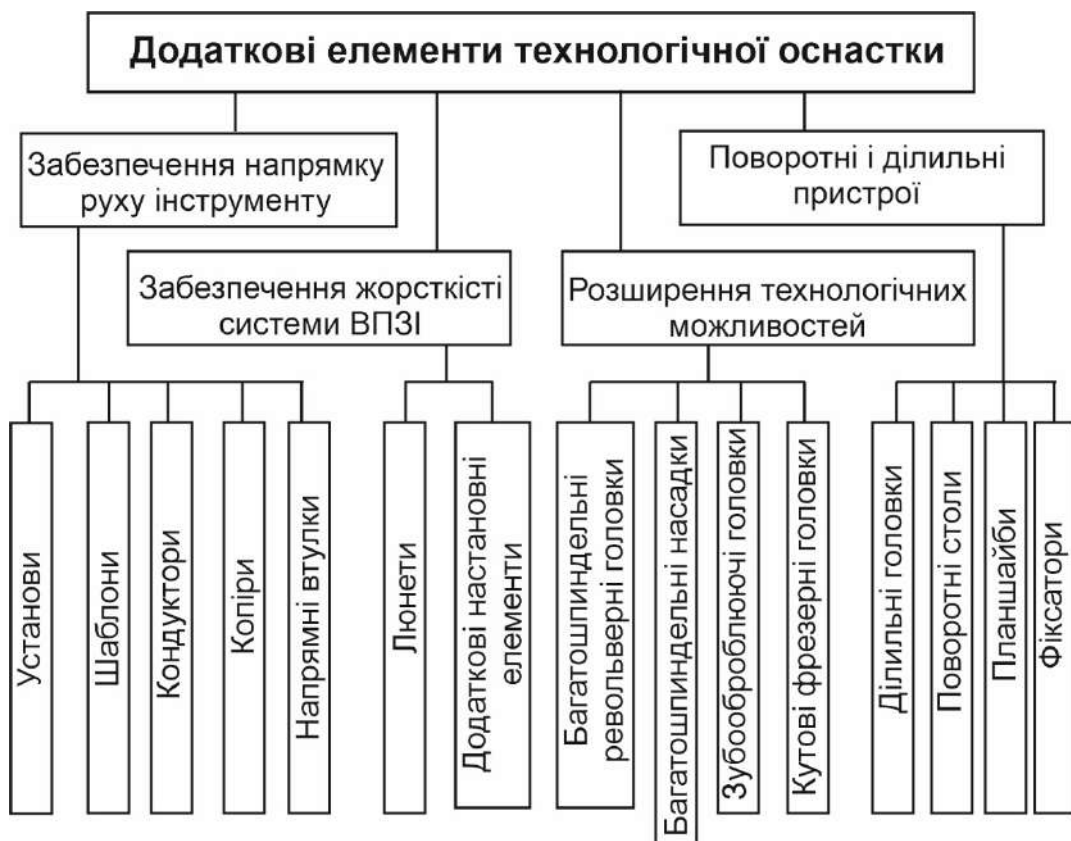 Додаткові елементи технологічної оснастки
Забезпечення напрямку
руху інструменту
Поворотні і ділильні
пристрої
Забезпечення жорсткісті
системи ВПЗІ
Розширення технологічних
можливостей
Установи
Шаблони
Кондуктори
Копіри
Напрямні втулки
Люнети
Додаткові настановні
елементи
Багатошпиндельні
револьверні головки
Багатошпиндельні насадки
Зубооброблюючі головки
Кутові фрезерні головки
Ділильні головки
Поворотні столи
Планшайби
Фіксатори